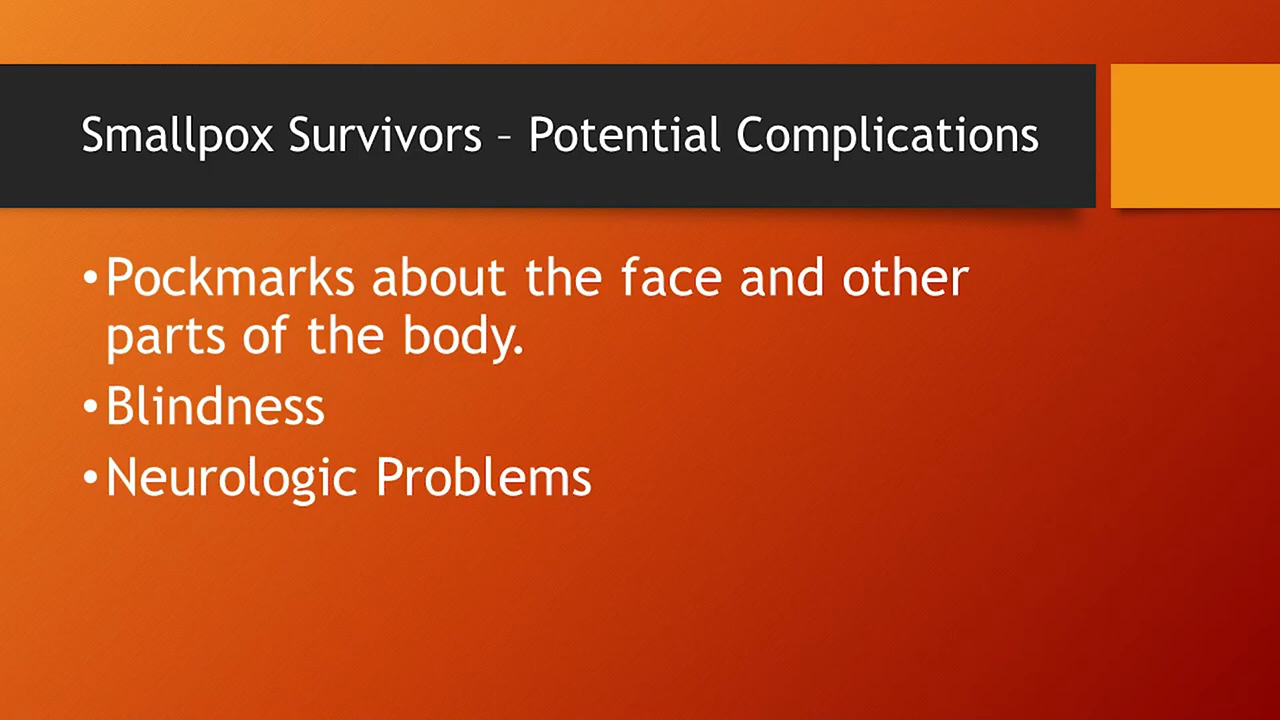 Smallpox Survivors – Potential Complications
•Pockmarks about the face and other
parts of the body.
•Blindness
•Neurologic Problems